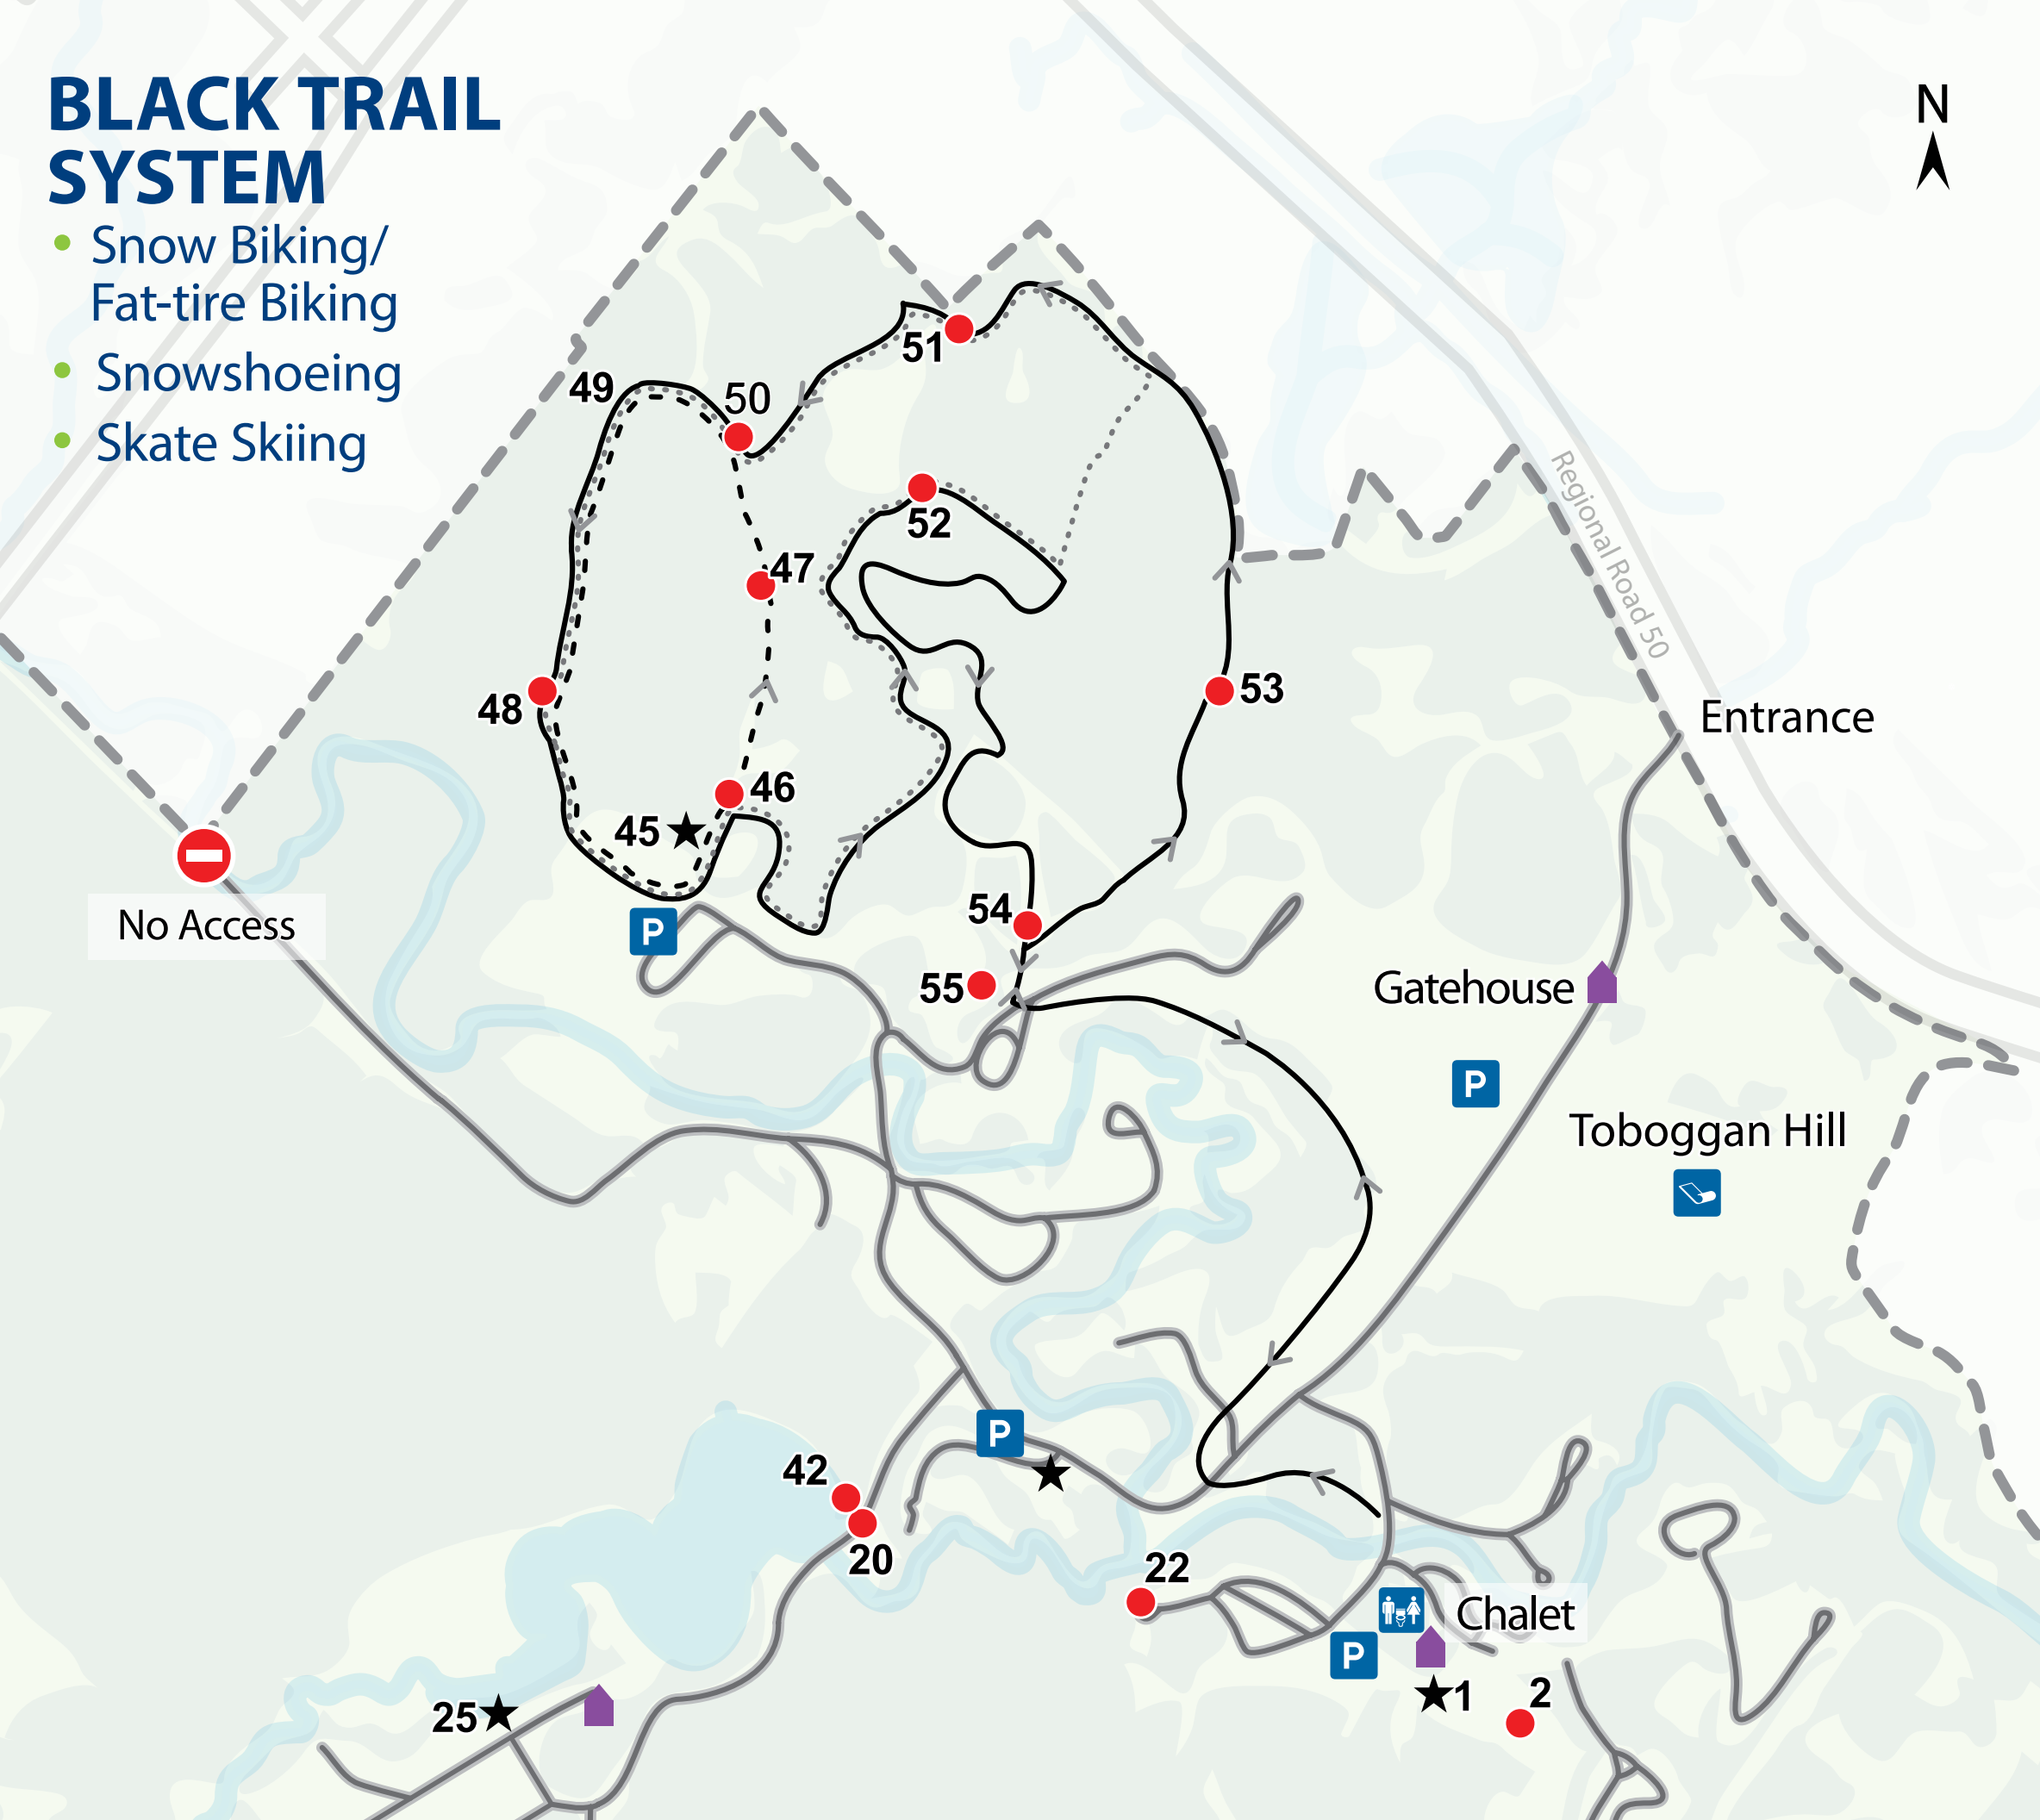 BLACK TRAIL
SYSTEM
• Snow Biking/
Fat-tire Biking
• Snowshoeing
• Skate Skiing
N
51
49
50
52
47
Regional Road 50
48
53
Entrance
46
45
54
No Access
P
55
Gatehouse
P
Toboggan Hill
P
42
20
22
Chalet
P
1
2
25